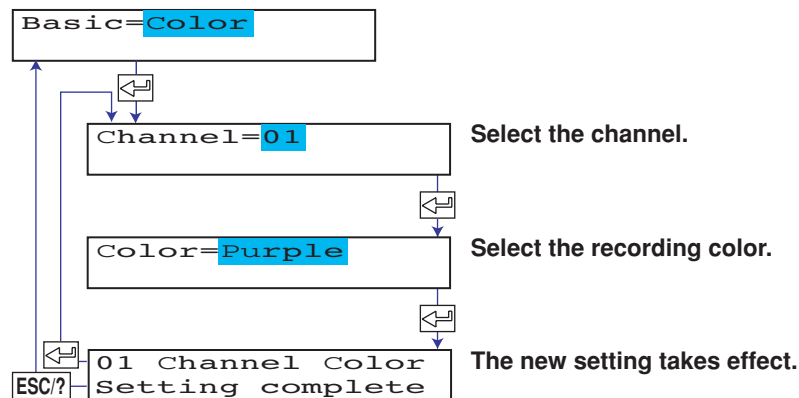 Basic=Color
Channel=01
Select the channel.
Color=Purple
Select the recording color.
01 Channel Color
Setting complete
The new setting takes effect.
ESC/?